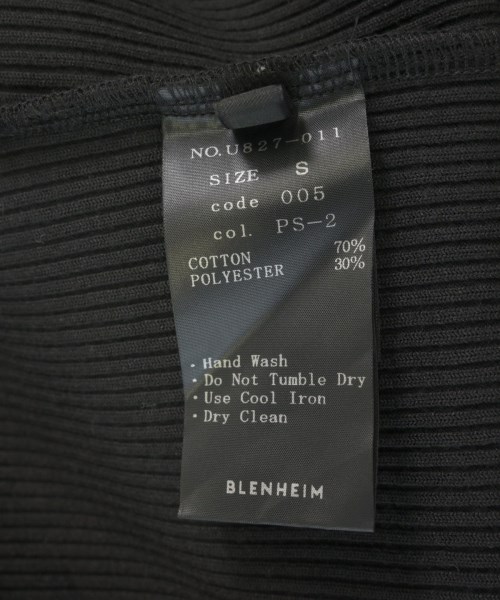 NO.U827-011
SIZE S
code 005
col. PS-2
COTTON 70%
POLYESTER 30%
・Hand Wash
・Do Not Tumble Dry
・Use Cool Iron
・Dry Clean
BLENHEIM